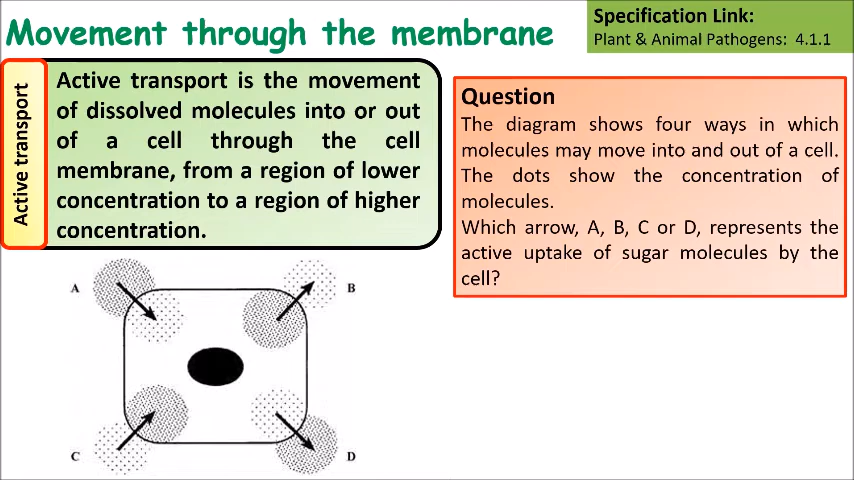 Movement through the membrane
Specification Link:
Plant & Animal Pathogens: 4.1.1
Active transport
Active transport is the movement
of dissolved molecules into or out
of a cell through the cell
membrane, from a region of lower
concentration to a region of higher
concentration.
Question
The diagram shows four ways in which
molecules may move into and out of a cell.
The dots show the concentration of
molecules.
Which arrow, A, B, C or D, represents the
active uptake of sugar molecules by the
cell?
A
B
C
D